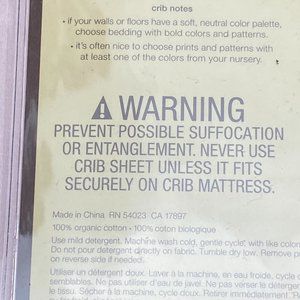 crib notes
• if your walls or floors have a soft, neutral color palette,
choose bedding with bold colors and patterns.
• it's often nice to choose prints and patterns with
at least one of the colors from your nursery.
⚠ WARNING
PREVENT POSSIBLE SUFFOCATION
OR ENTANGLEMENT. NEVER USE
CRIB SHEET UNLESS IT FITS
SECURELY ON CRIB MATTRESS.
Made in China RN 54023 CA 17897
100% organic cotton • 100% coton biologique
Use mild detergent. Machine wash cold, gentle cycle, with like colors
Do not pour detergent directly on fabric. Tumble dry low. Remove p
on reverse side if needed.
Utiliser un détergent doux. Laver à la machine, en eau froide, cycle d
semblables. Ne pas utiliser d'eau de javel. Ne pas verser le déterge
le tissu. Sécher à la machine, cycle doux.